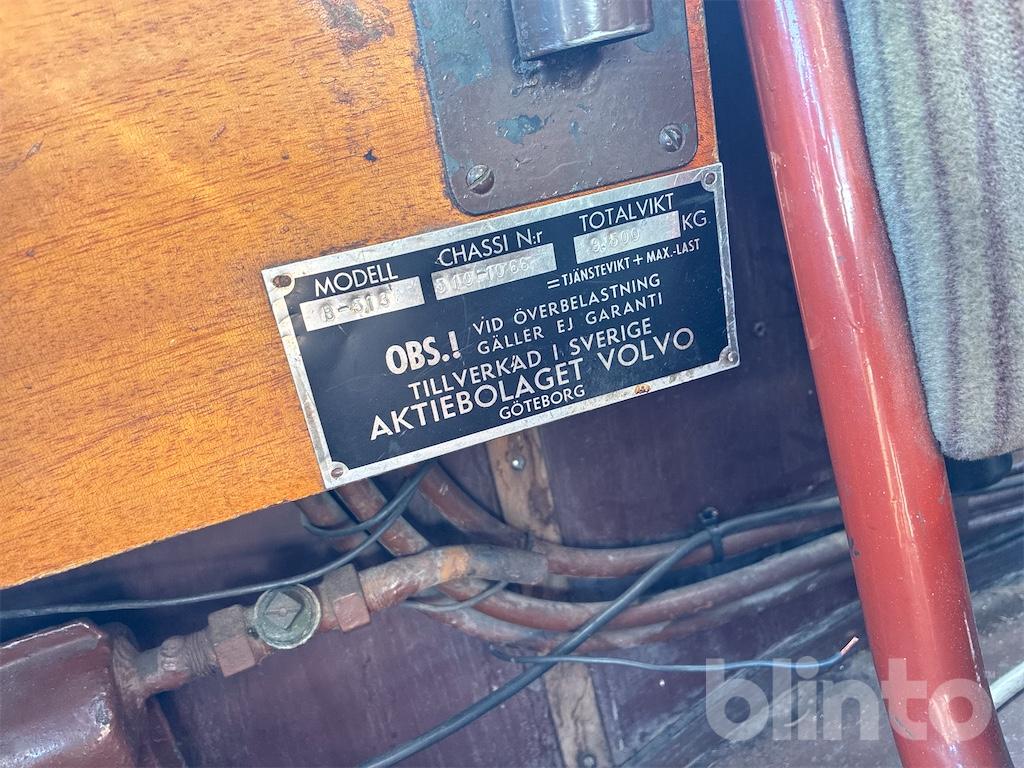 MODELL CHASSI N:r TOTALVIKT
KG
=TJÄNSTEVIKT + MAX.-LAST
OBS.! VID ÖVERBELASTNING
GÄLLER EJ GARANTI
TILLVERKAD I SVERIGE
AKTIEBOLAGET VOLVO
GÖTEBORG
blinto